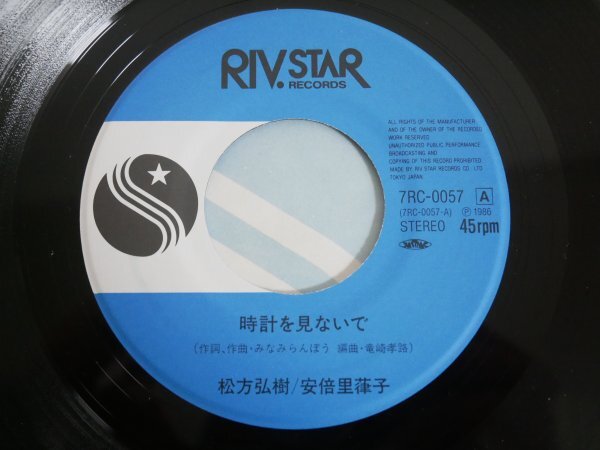 RIV.STAR
RECORDS
ALL RIGHTS OF THE MANUFACTURER
AND OF THE OWNER OF THE RECORDED
WORK RESERVED
UNAUTHORIZED PUBLIC PERFORMANCE
BROADCASTING AND
COPYING OF THIS RECORD PROHIBITED.
MADE BY RIV.STAR RECORDS CO. LTD.
TOKYO JAPAN.
7RC-0057 A
(7RC-0057-A) Ⓟ1986
STEREO 45rpm
時計を見ないで
(作詞、作曲・みなみらんぼう 編曲・竜崎孝路)
松方弘樹/安倍里葎子